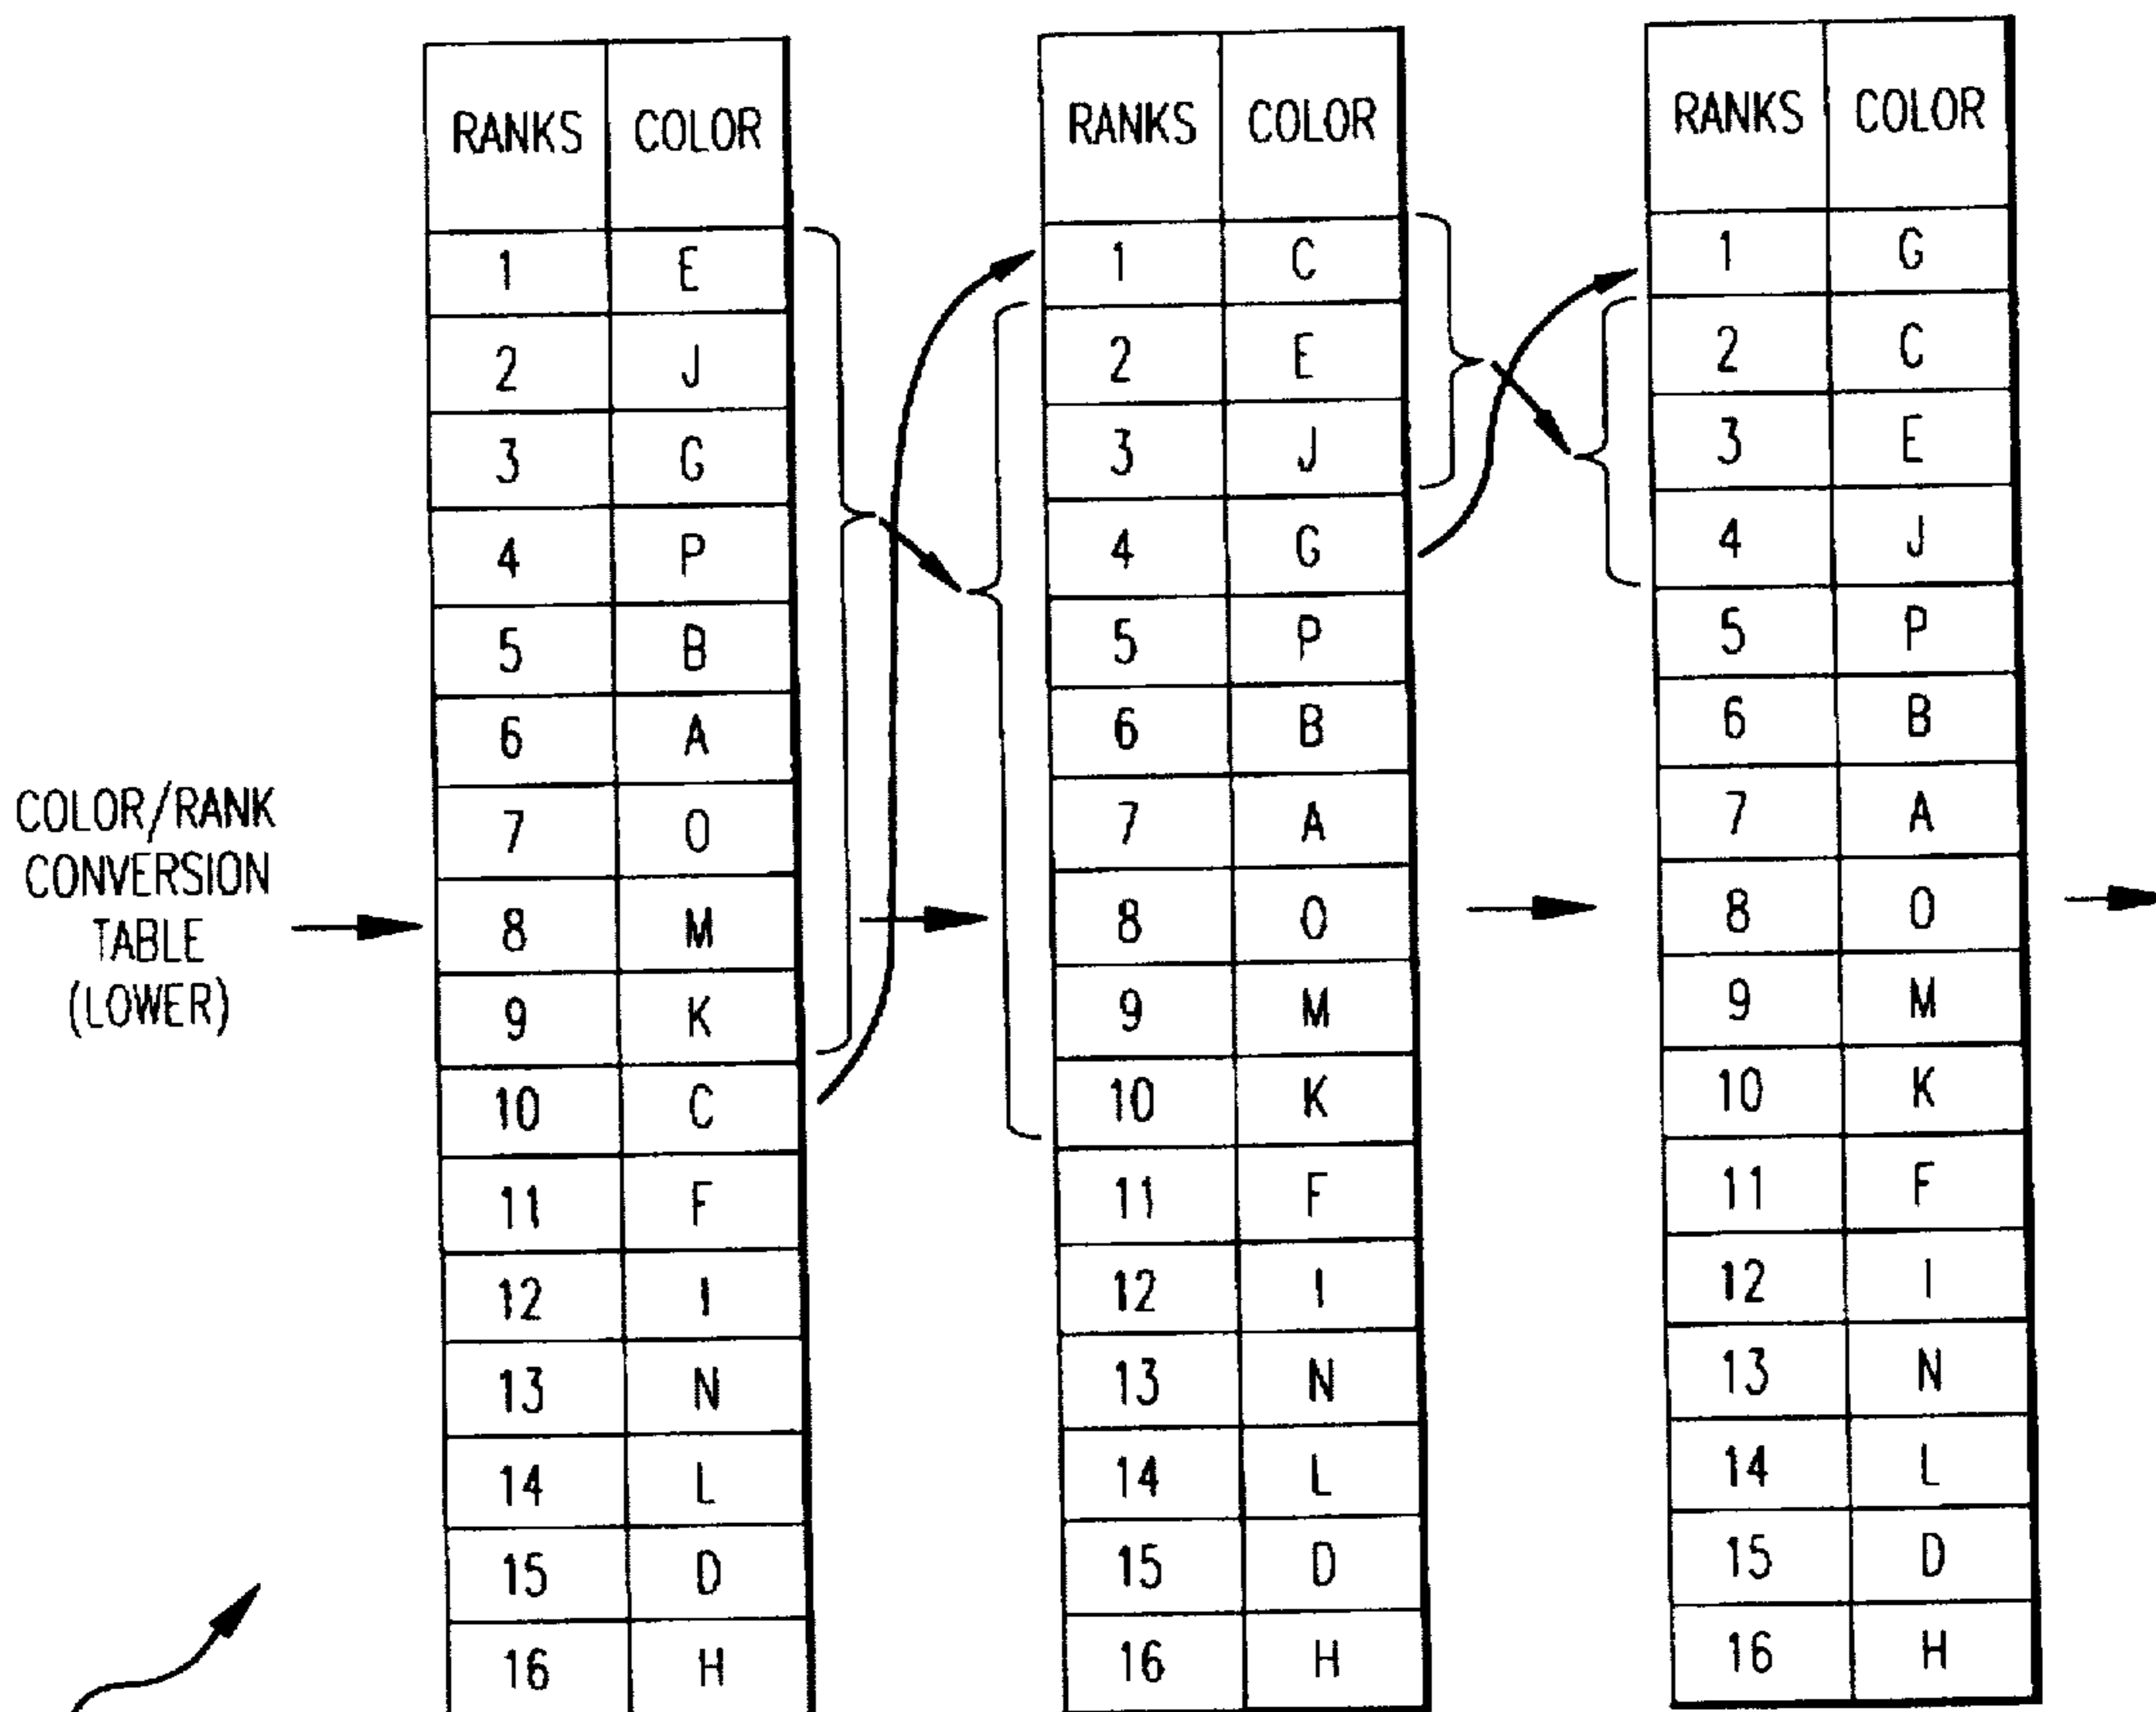 COLOR/RANK
CONVERSION
TABLE
(LOWER)
RANKS COLOR
1 E
2 J
3 G
4 P
5 B
6 A
7 O
8 M
9 K
10 C
11 F
12 I
13 N
14 L
15 D
16 H
RANKS COLOR
1 C
2 E
3 J
4 G
5 P
6 B
7 A
8 O
9 M
10 K
11 F
12 I
13 N
14 L
15 D
16 H
RANKS COLOR
1 G
2 C
3 E
4 J
5 P
6 B
7 A
8 O
9 M
10 K
11 F
12 I
13 N
14 L
15 D
16 H